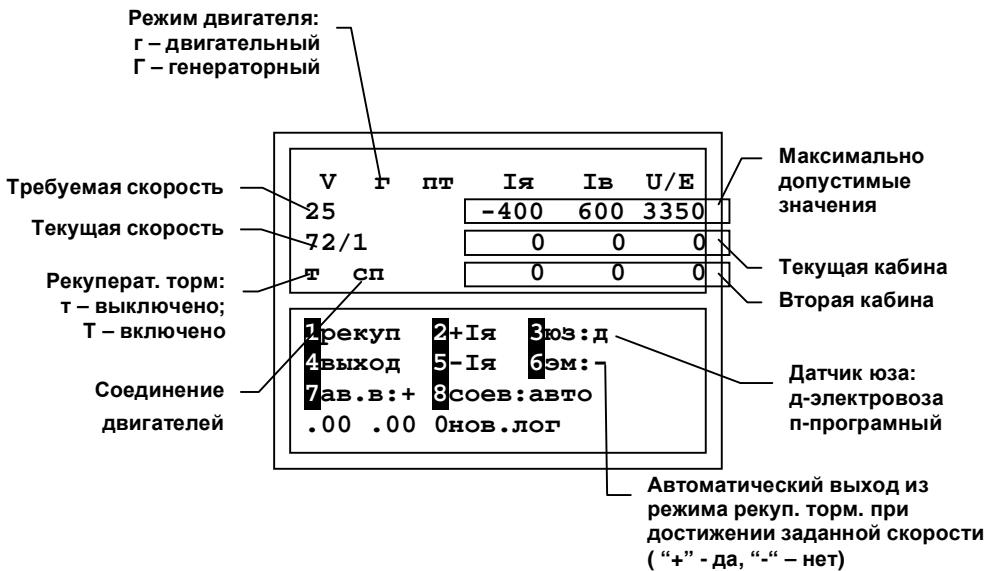 Режим двигателя:
г – двигательный
Г – генераторный
Требуемая скорость
Текущая скорость
Рекуперат. торм:
т – выключено;
Т – включено
Соединение
двигателей
V г пт Iя Iв U/E
25 -400 600 3350
72/1 0 0 0
т сп 0 0 0
1рекуп 2+Iя 3юз:д
4выход 5-Iя 6эм:-
7ав.в:+ 8соев:авто
.00 .00 0нов.лог
Максимально
допустимые
значения
Текущая кабина
Вторая кабина
Датчик юза:
д-электровоза
п-програмный
Автоматический выход из
режима рекуп. торм. при
достижении заданной скорости
( “+” - да, “-“ – нет)